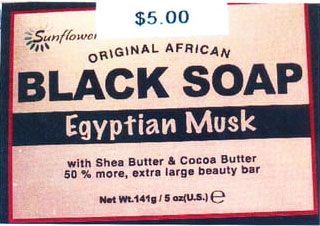 $5.00
Sunflower
ORIGINAL AFRICAN
BLACK SOAP
Egyptian Musk
with Shea Butter & Cocoa Butter
50 % more, extra large beauty bar
Net Wt.141g / 5 oz(U.S.) e